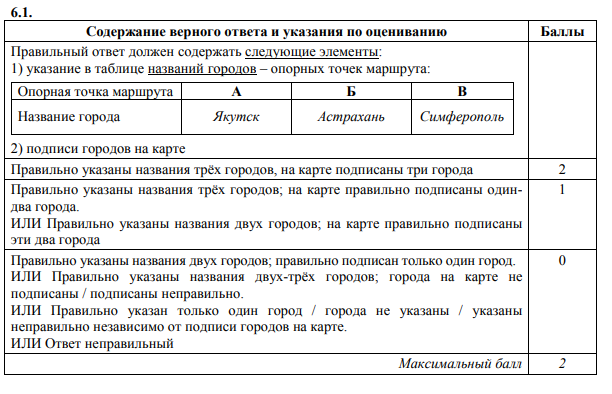 6.1.
Содержание верного ответа и указания по оцениванию Баллы
Правильный ответ должен содержать следующие элементы:
1) указание в таблице названий городов – опорных точек маршрута:
Опорная точка маршрута А Б В
Название города Якутск Астрахань Симферополь
2) подписи городов на карте
Правильно указаны названия трёх городов, на карте подписаны три города 2
Правильно указаны названия трёх городов; на карте правильно подписаны один- 1
два города.
ИЛИ Правильно указаны названия двух городов; на карте правильно подписаны
эти два города
Правильно указаны названия двух городов; правильно подписан только один город. 0
ИЛИ Правильно указаны названия двух-трёх городов; города на карте не
подписаны / подписаны неправильно.
ИЛИ Правильно указан только один город / города не указаны / указаны
неправильно независимо от подписи городов на карте.
ИЛИ Ответ неправильный
Максимальный балл 2